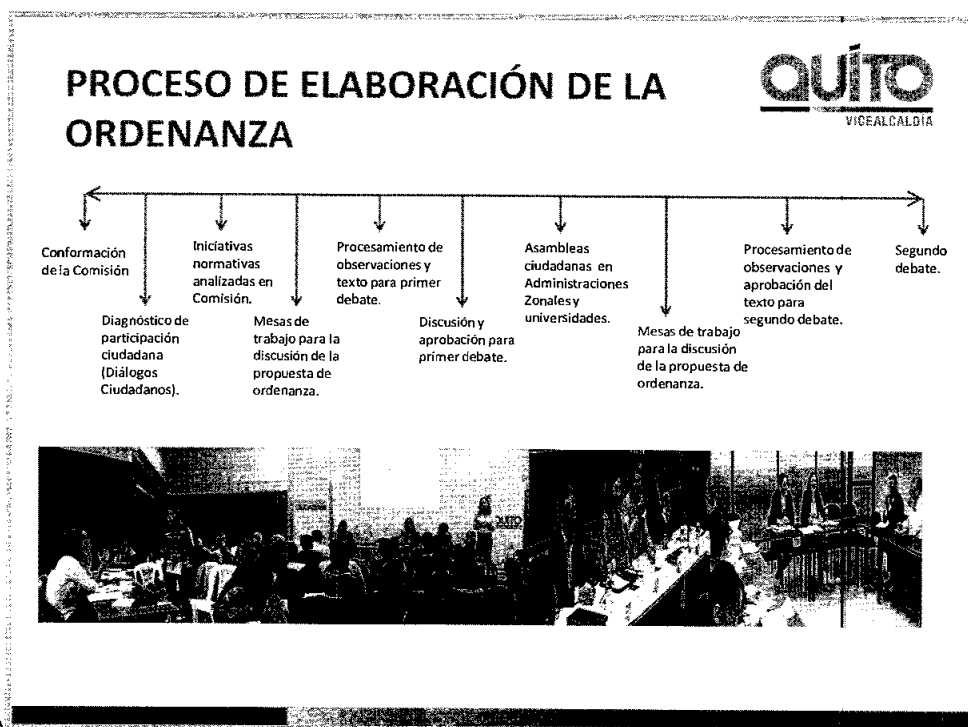 PROCESO DE ELABORACIÓN DE LA
ORDENANZA
QUITO
VICEALCALDÍA
Conformación
de la Comisión
Diagnóstico de
participación
ciudadana
(Diálogos
Ciudadanos).
Iniciativas
normativas
analizadas en
Comisión.
Mesas de
trabajo para la
discusión de la
propuesta de
ordenanza.
Procesamiento de
observaciones y
texto para primer
debate.
Discusión y
aprobación para
primer debate.
Asambleas
ciudadanas en
Administraciones
Zonales y
universidades.
Mesas de trabajo
para la discusión
de la propuesta de
ordenanza.
Procesamiento de
observaciones y
aprobación del
texto para
segundo debate.
Segundo
debate.
QUITO